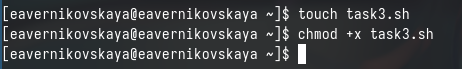 [eavernikovskaya@eavernikovskaya ~]$ touch task3.sh
[eavernikovskaya@eavernikovskaya ~]$ chmod +x task3.sh
[eavernikovskaya@eavernikovskaya ~]$